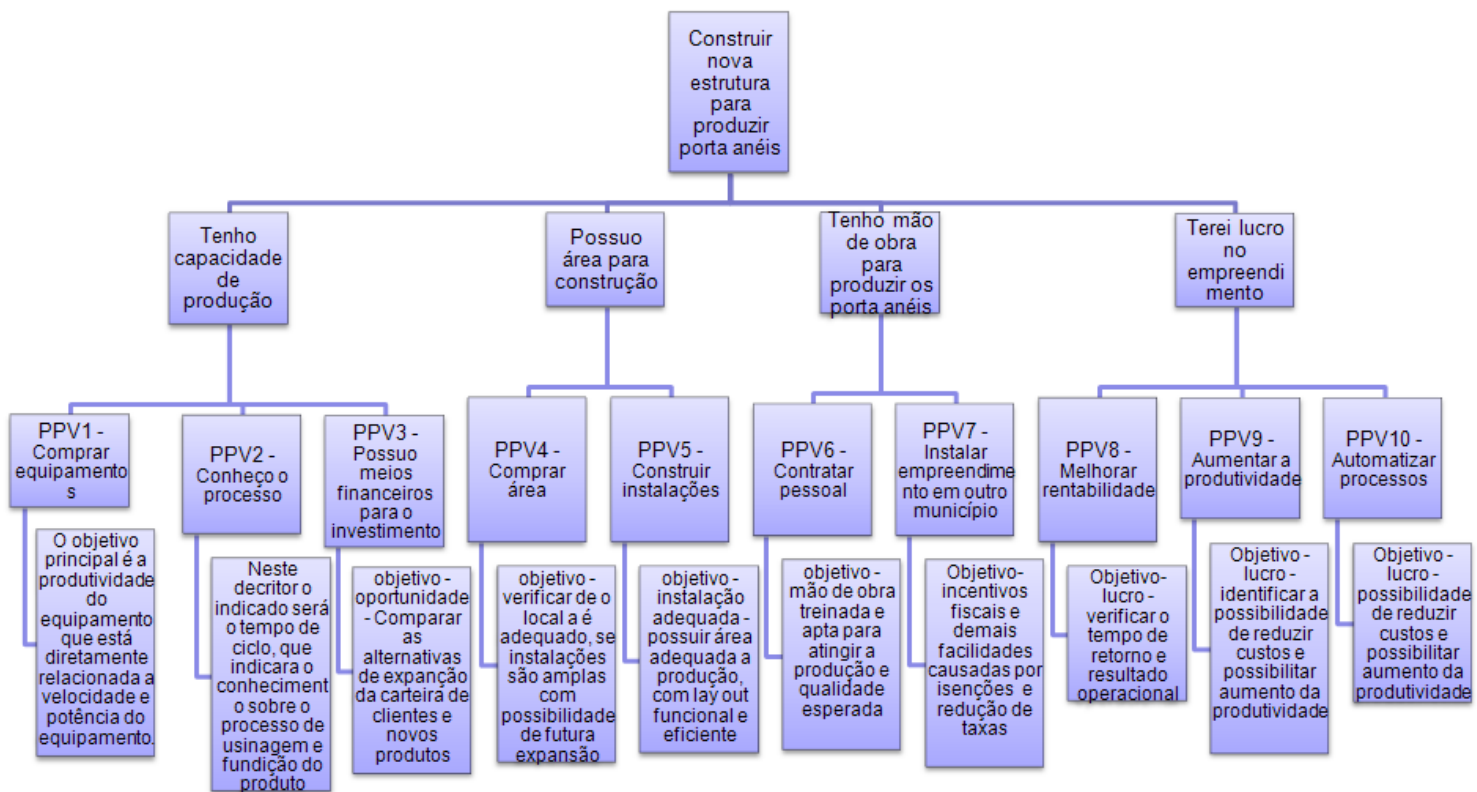 Construir
nova
estrutura
para
produzir
porta anéis
Tenho
capacidade
de
produção
Possuo
área para
construção
Tenho mão
de obra
para
produzir os
porta anéis
Terei lucro
no
empreendi
mento
PPV1 -
Comprar
equipamento
s
PPV2 -
Conheço o
processo
PPV3 -
Possuo
meios
financeiros
para o
investimento
PPV4 -
Comprar
área
PPV5 -
Construir
instalações
PPV6 -
Contratar
pessoal
PPV7 -
Instalar
empreendime
nto em outro
município
PPV8 -
Melhorar
rentabilidade
PPV9 -
Aumentar a
produtividade
PPV10 -
Automatizar
processos
O objetivo
principal é a
produtividade
do
equipamento
que está
diretamente
relacionada a
velocidade e
potência do
equipamento.
Neste
decritor o
indicado será
o tempo de
ciclo, que
indicara o
conheciment
o sobre o
processo de
usinagem e
fundição do
produto
objetivo -
oportunidade
- Comparar
as
alternativas
de expanção
da carteira de
clientes e
novos
produtos
objetivo -
verificar de o
local a é
adequado, se
instalações
são amplas
com
possibilidade
de futura
expansão
objetivo -
instalação
adequada -
possuir área
adequada a
produção,
com lay out
funcional e
eficiente
objetivo -
mão de obra
treinada e
apta para
atingir a
produção e
qualidade
esperada
Objetivo-
incentivos
fiscais e
demais
facilidades
causadas por
isenções e
redução de
taxas
Objetivo-
lucro -
verificar o
tempo de
retorno e
resultado
operacional
Objetivo -
lucro -
identificar a
possibilidade
de reduzir
custos e
possibilitar
aumento da
produtividade
Objetivo -
lucro -
possibilidade
de reduzir
custos e
possibilitar
aumento da
produtividade